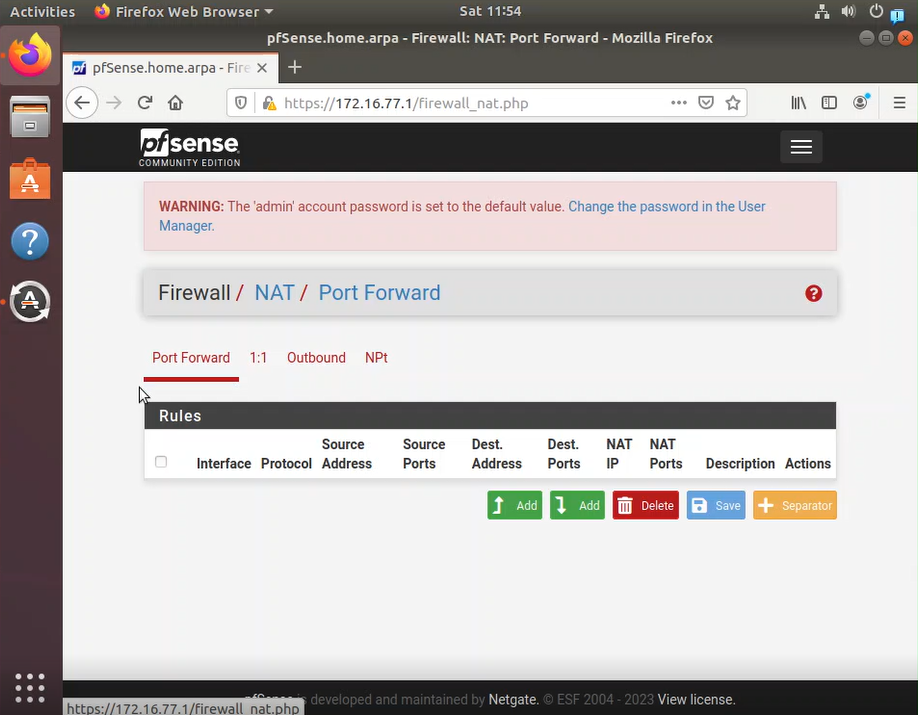 Activities Firefox Web Browser Sat 11:54
pfSense.home.arpa - Firewall: NAT: Port Forward - Mozilla Firefox
pfSense.home.arpa - Fire
https://172.16.77.1/firewall_nat.php
pfsense
COMMUNITY EDITION
WARNING: The 'admin' account password is set to the default value. Change the password in the User
Manager.
Firewall / NAT / Port Forward
Port Forward 1:1 Outbound NPt
Rules
Source Source Dest. Dest. NAT NAT
Interface Protocol Address Ports Address Ports IP Ports Description Actions
Add Add Delete Save Separator
pfSense is developed and maintained by Netgate. © ESF 2004 - 2023 View license.
https://172.16.77.1/firewall_nat.php